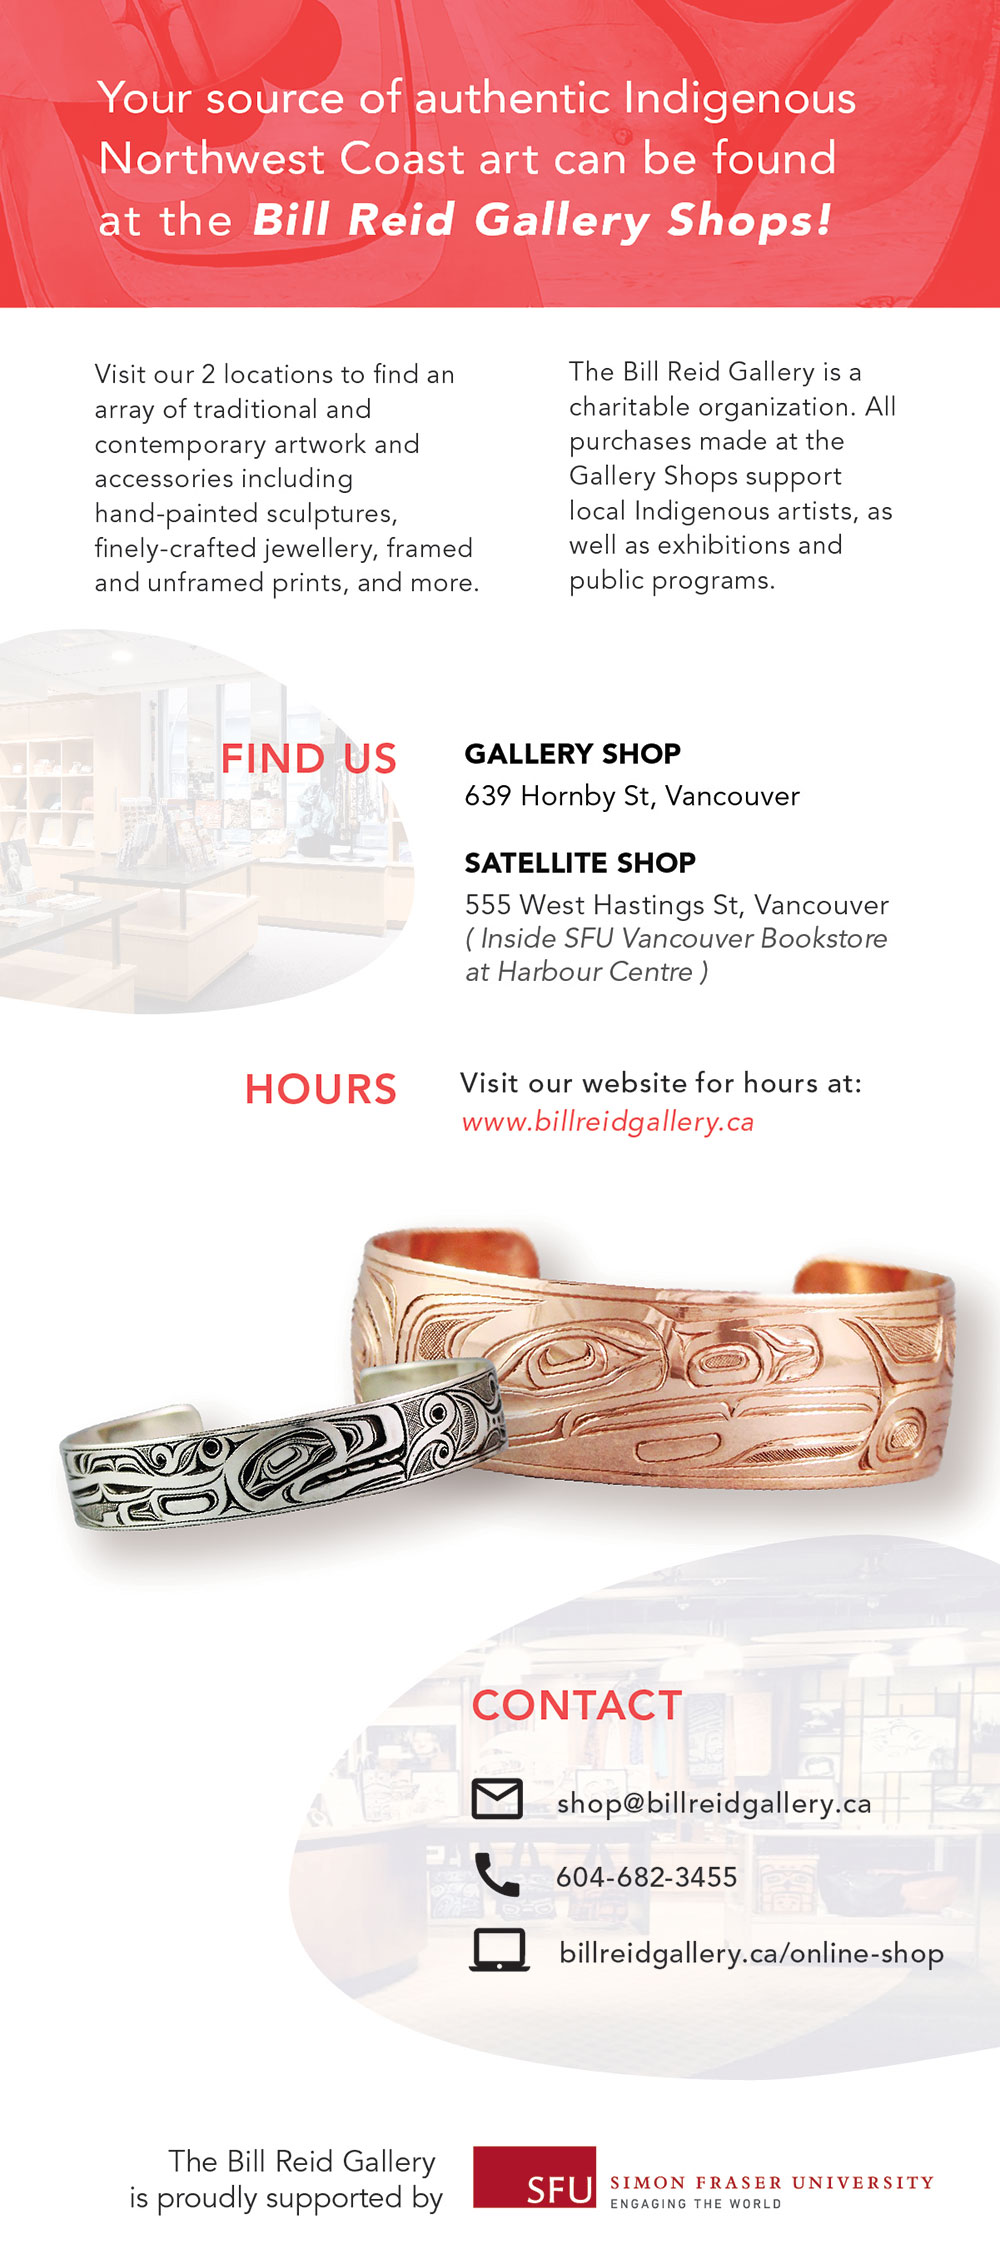 Your source of authentic Indigenous
Northwest Coast art can be found
at the Bill Reid Gallery Shops!
Visit our 2 locations to find an
array of traditional and
contemporary artwork and
accessories including
hand-painted sculptures,
finely-crafted jewellery, framed
and unframed prints, and more.
The Bill Reid Gallery is a
charitable organization. All
purchases made at the
Gallery Shops support
local Indigenous artists, as
well as exhibitions and
public programs.
FIND US
GALLERY SHOP
639 Hornby St, Vancouver
SATELLITE SHOP
555 West Hastings St, Vancouver
( Inside SFU Vancouver Bookstore
at Harbour Centre )
HOURS
Visit our website for hours at:
www.billreidgallery.ca
CONTACT
shop@billreidgallery.ca
604-682-3455
billreidgallery.ca/online-shop
The Bill Reid Gallery
is proudly supported by
SFU
SIMON FRASER UNIVERSITY
ENGAGING THE WORLD